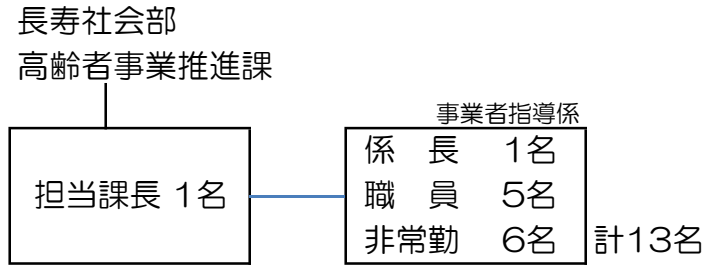 長寿社会部
高齢者事業推進課
担当課長 1名
事業者指導係
係　長　1名
職　員　5名
非常勤　6名
計13名